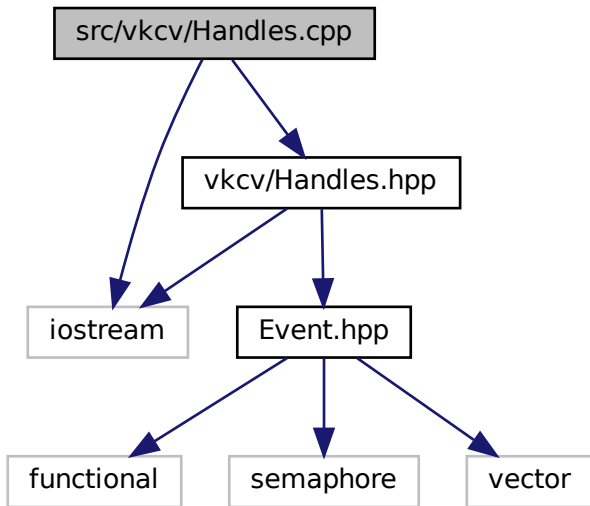 src/vkcv/Handles.cpp
vkcv/Handles.hpp
iostream
Event.hpp
functional
semaphore
vector